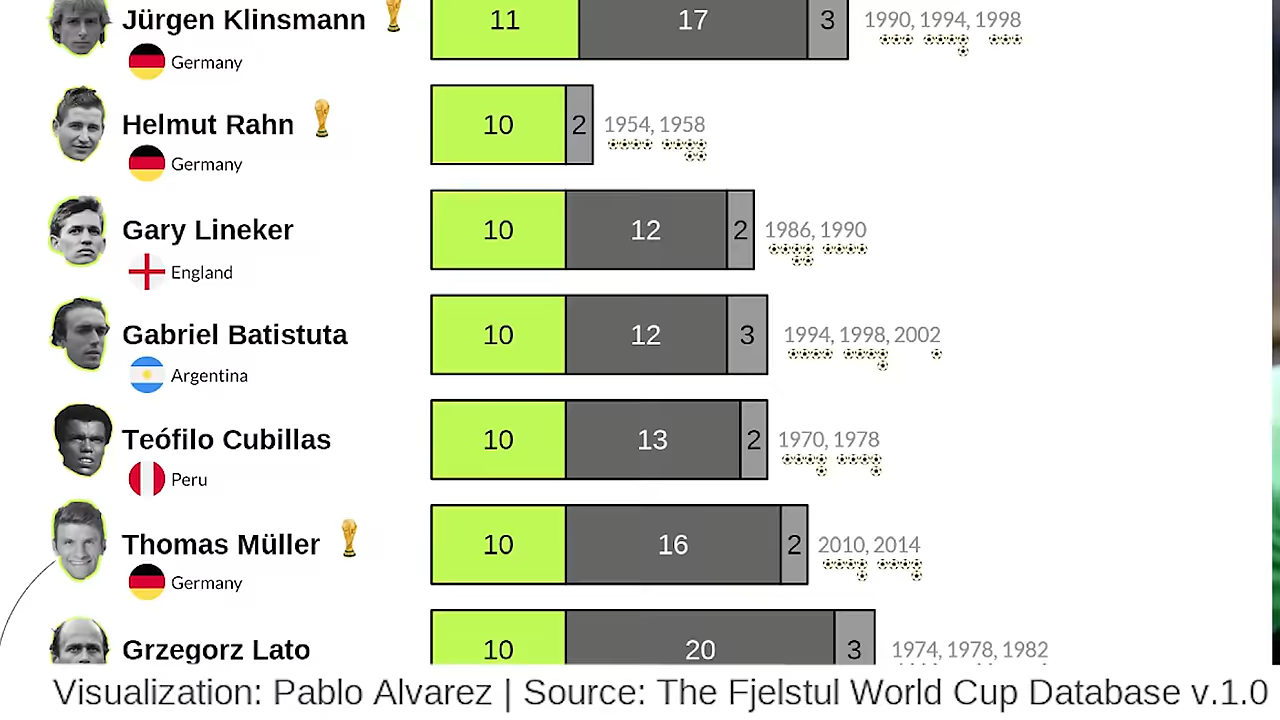 Jürgen Klinsmann 11 17 3 1990, 1994, 1998
Germany
Helmut Rahn 10 2 1954, 1958
Germany
Gary Lineker 10 12 2 1986, 1990
England
Gabriel Batistuta 10 12 3 1994, 1998, 2002
Argentina
Teófilo Cubillas 10 13 2 1970, 1978
Peru
Thomas Müller 10 16 2 2010, 2014
Germany
Grzegorz Lato 10 20 3 1974, 1978, 1982
Visualization: Pablo Alvarez | Source: The Fjelstul World Cup Database v.1.0